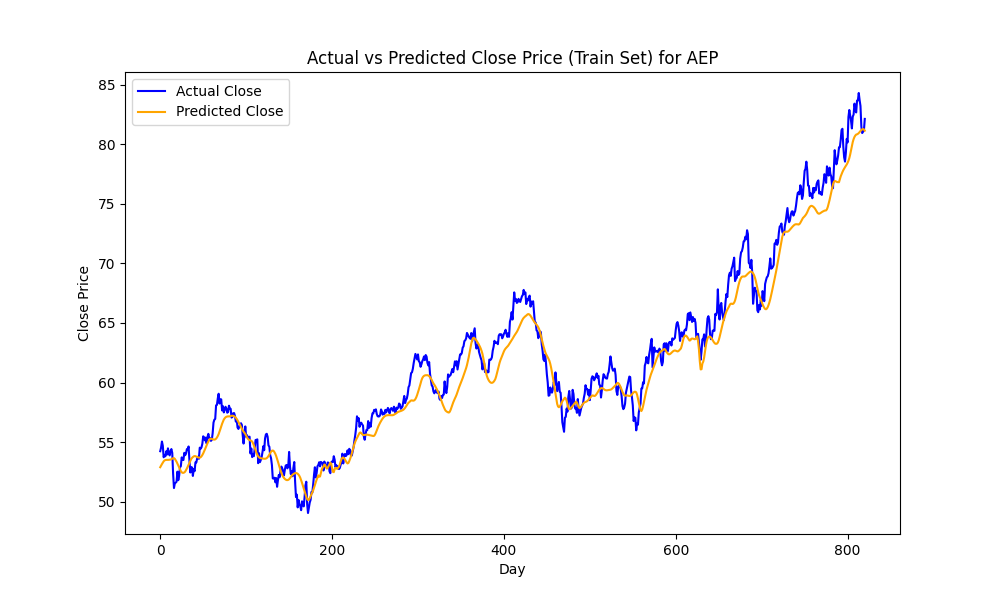 Actual vs Predicted Close Price (Train Set) for AEP
Actual Close
Predicted Close
85
80
75
70
65
60
55
50
Close Price
0 200 400 600 800
Day